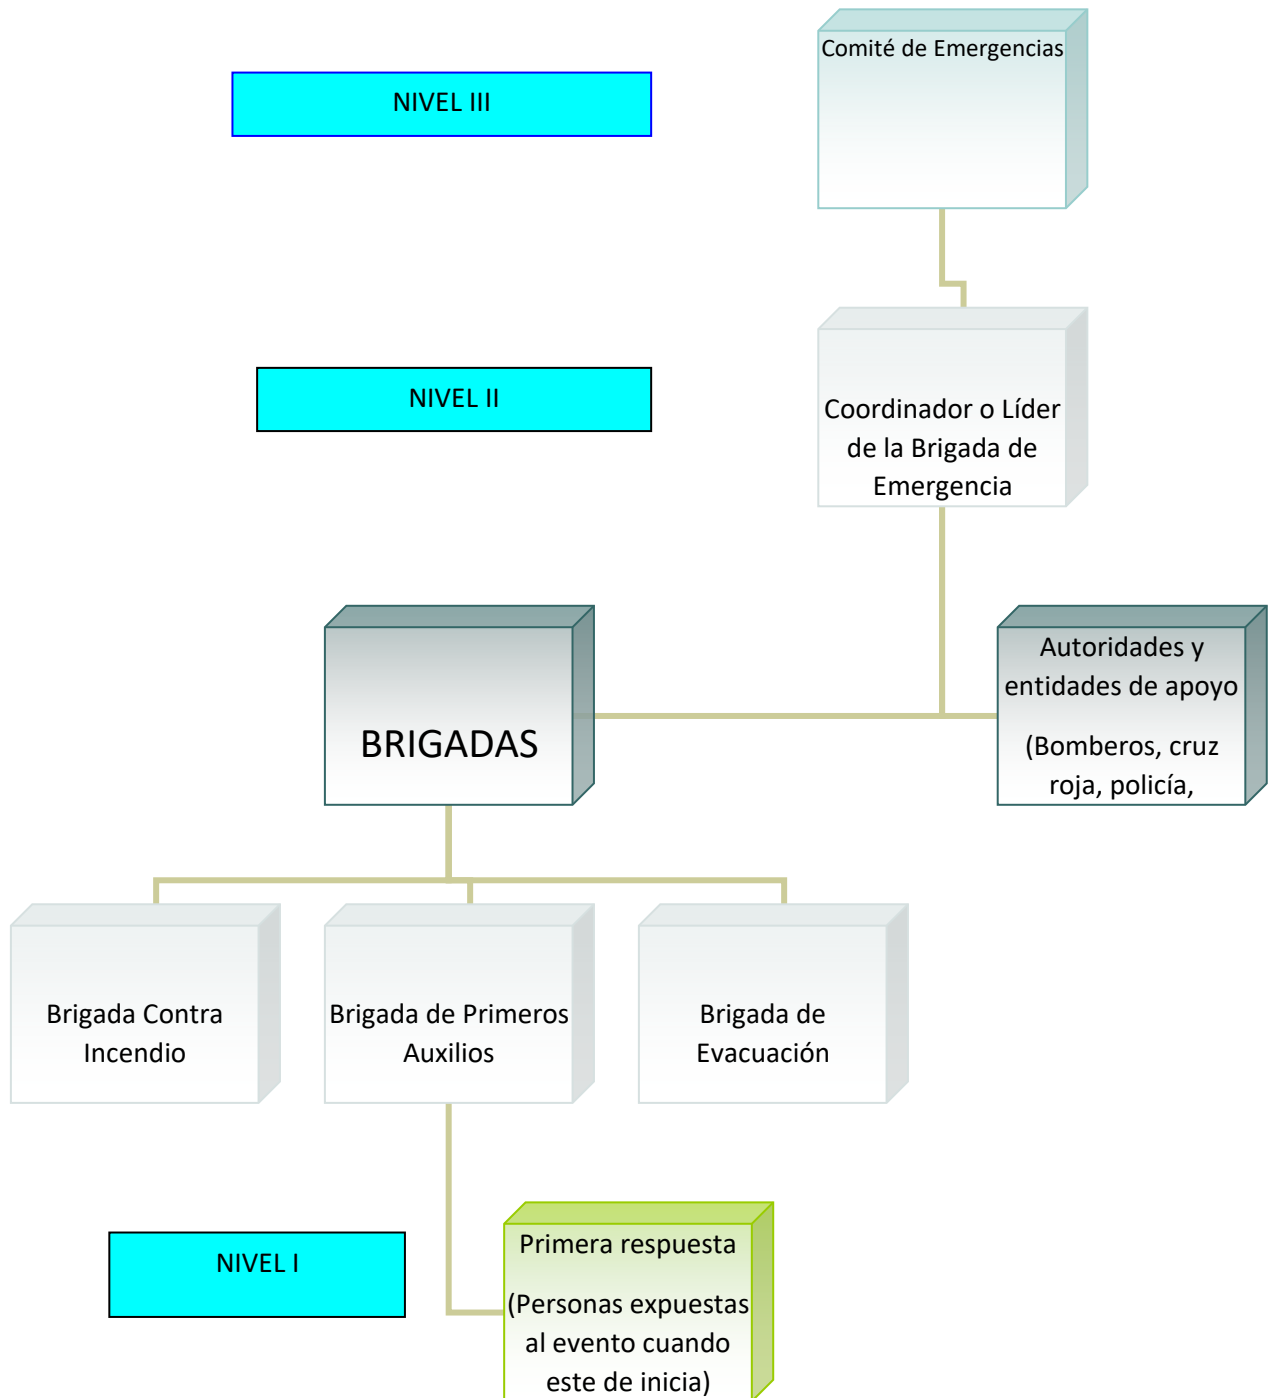 Comité de Emergencias
NIVEL III
NIVEL II
Coordinador o Líder
de la Brigada de
Emergencia
BRIGADAS
Autoridades y
entidades de apoyo
(Bomberos, cruz
roja, policía,
Brigada Contra
Incendio
Brigada de Primeros
Auxilios
Brigada de
Evacuación
NIVEL I
Primera respuesta
(Personas expuestas
al evento cuando
este de inicia)